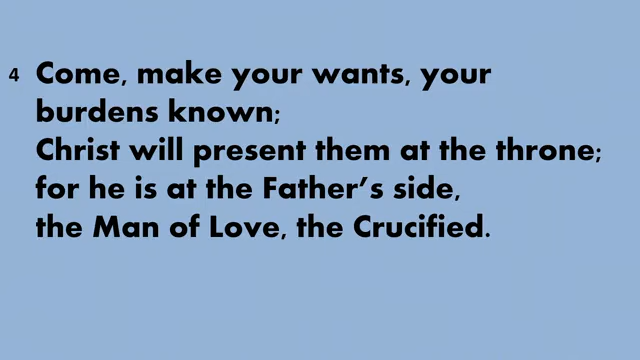 4 Come, make your wants, your
burdens known;
Christ will present them at the throne;
for he is at the Father’s side,
the Man of Love, the Crucified.